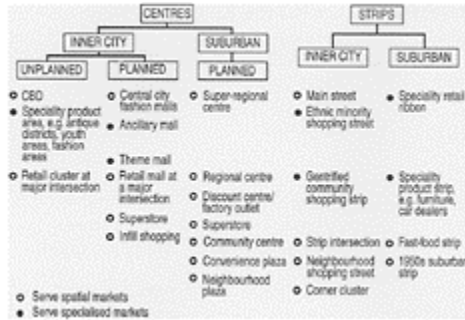 CENTRES
STRIPS
INNER CITY
SUBURBAN
INNER CITY
SUBURBAN
UNPLANNED
PLANNED
PLANNED
CBD
Speciality product
area, e.g. antique
districts, youth
areas, fashion
areas
Retail cluster at
major intersection
Central city
fashion malls
Ancillary mall
Theme mall
Retail mall at
a major
intersection
Superstore
Infill shopping
Super-regional
centre
Regional centre
Discount centre/
factory outlet
Superstore
Community centre
Convenience plaza
Neighbourhood
plaza
Main street
Ethnic minority
shopping street
Gentrified
community
shopping strip
Strip intersection
Neighbourhood
shopping street
Corner cluster
Speciality retail
ribbon
Speciality
product strip,
e.g. furniture,
car dealers
Fast-food strip
1950s suburban
strip
Serve spatial markets
Serve specialised markets